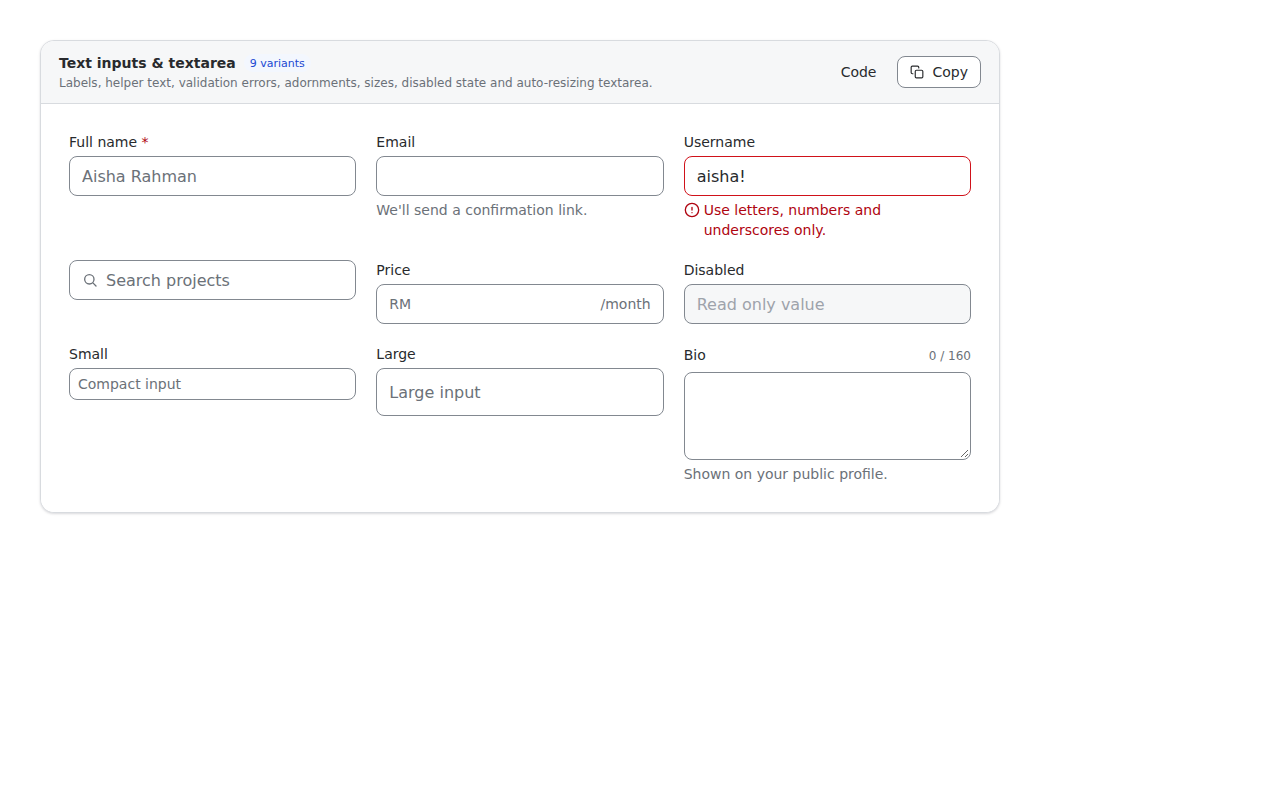 Text inputs & textarea 9 variants
Labels, helper text, validation errors, adornments, sizes, disabled state and auto-resizing textarea.
Code Copy
Full name * Email Username
Aisha Rahman aisha!
We'll send a confirmation link. Use letters, numbers and
underscores only.
Price Disabled
Search projects RM /month Read only value
Small Large Bio 0 / 160
Compact input Large input
Shown on your public profile.